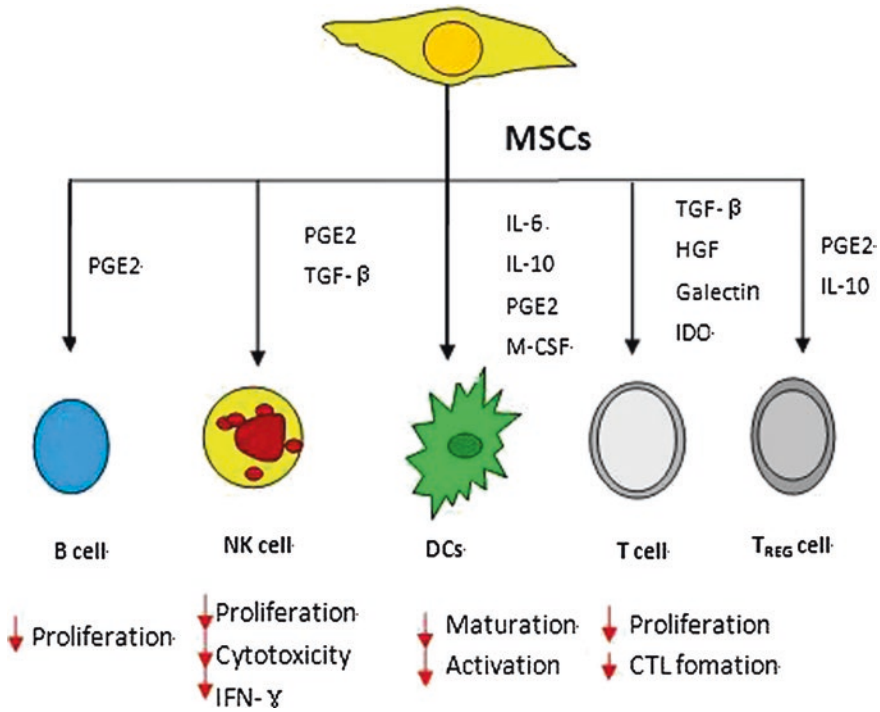 MSCs
PGE2
PGE2
TGF-β
IL-6.
IL-10
PGE2
M-CSF
TGF-β
HGF
Galectin
IDO
PGE2
IL-10
B cell
NK cell
DCs
T cell
TREG cell
Proliferation
Proliferation
Cytotoxicity
IFN-ɣ
Maturation
Activation
Proliferation
CTL fomation